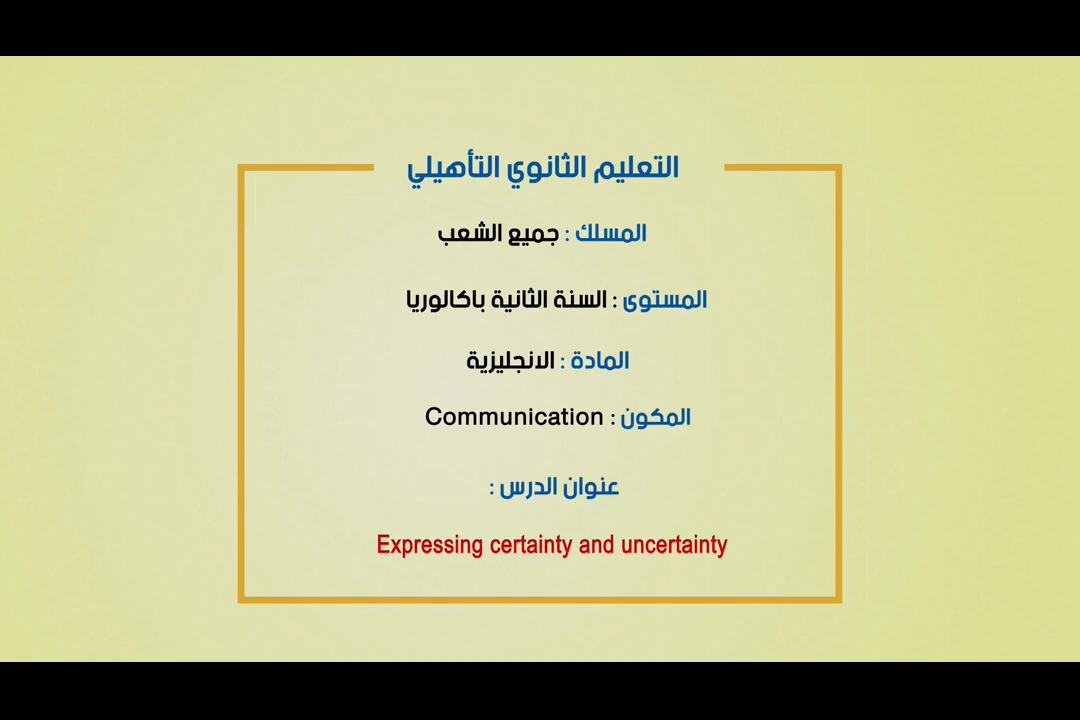 التعليم الثانوي التأهيلي
المسلك : جميع الشعب
المستوى : السنة الثانية باكالوريا
المادة : الانجليزية
المكون : Communication
عنوان الدرس :
Expressing certainty and uncertainty